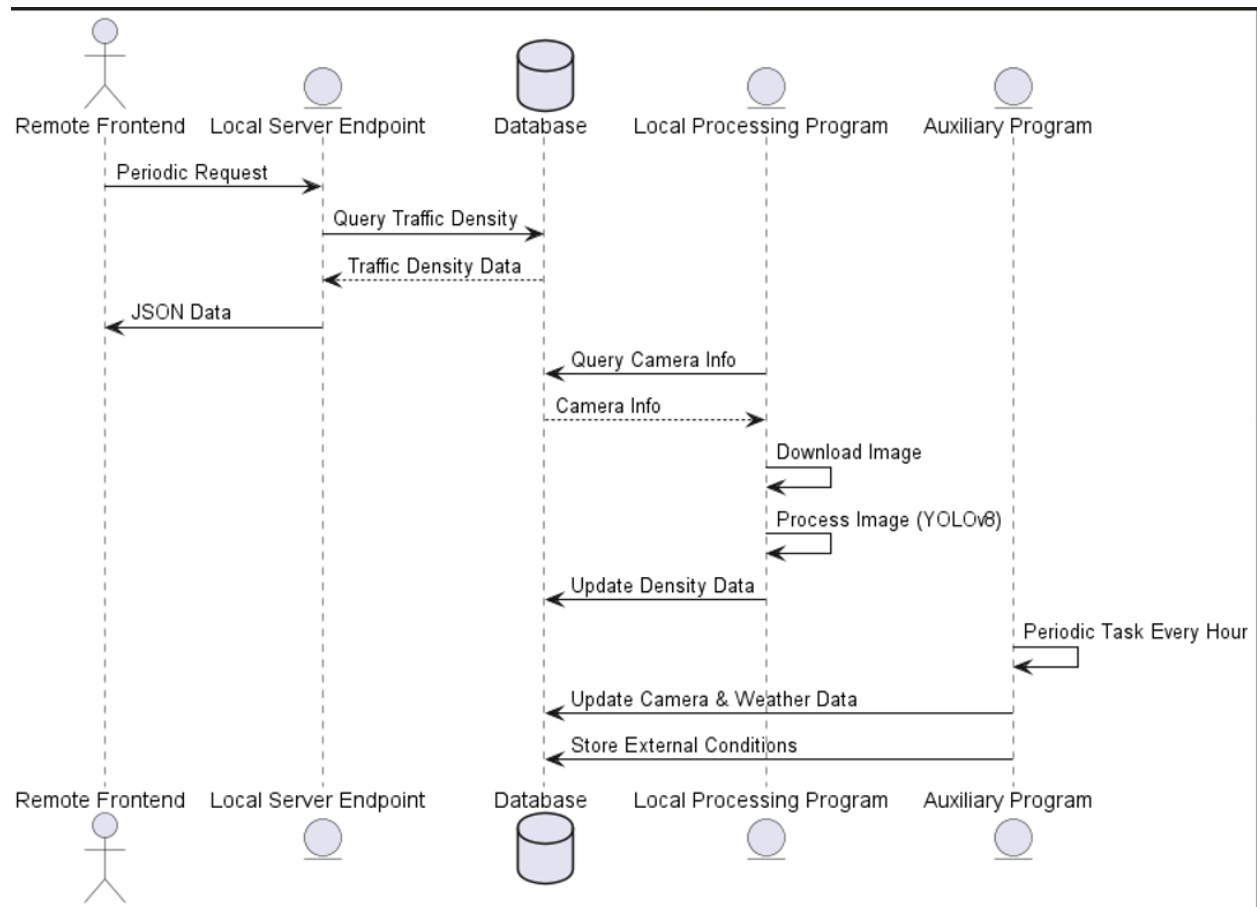 Remote Frontend Local Server Endpoint Database Local Processing Program Auxiliary Program
Periodic Request
Query Traffic Density
Traffic Density Data
JSON Data
Query Camera Info
Camera Info
Download Image
Process Image (YOLOv8)
Update Density Data
Periodic Task Every Hour
Update Camera & Weather Data
Store External Conditions
Remote Frontend Local Server Endpoint Database Local Processing Program Auxiliary Program